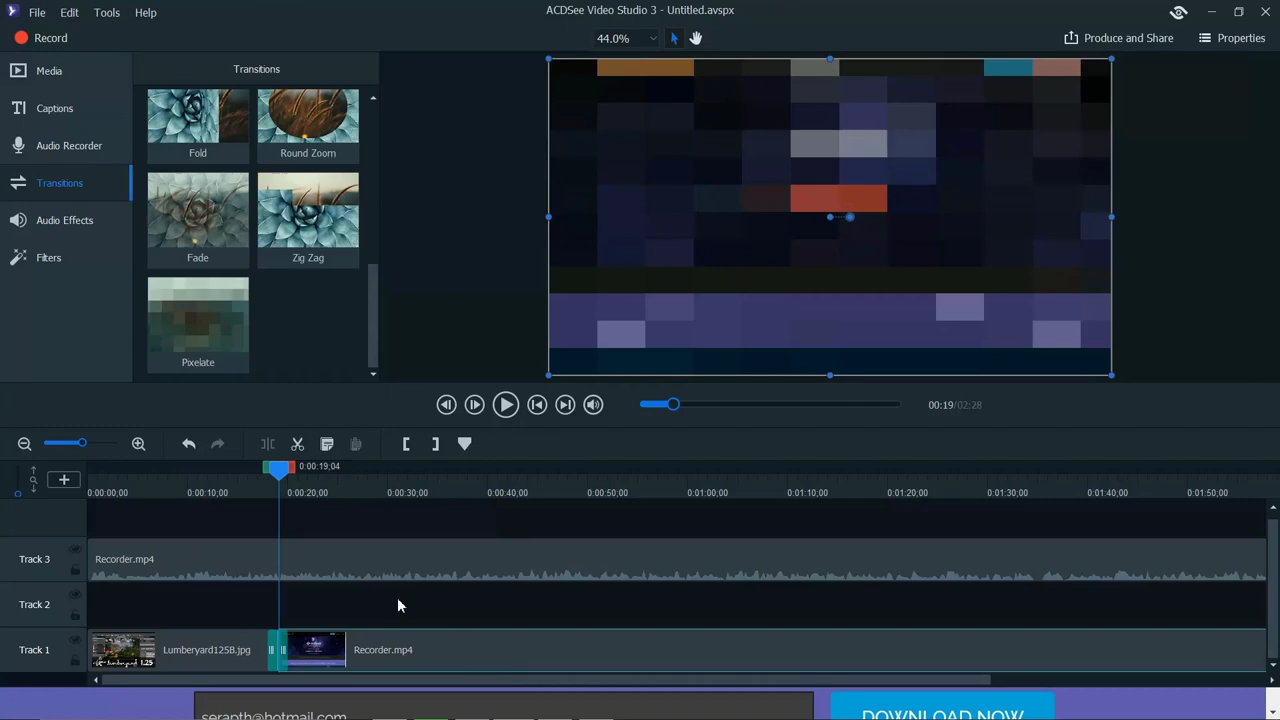 File Edit Tools Help
ACDSee Video Studio 3 - Untitled.avspx
Record
44.0%
Produce and Share
Properties
Media
Captions
Audio Recorder
Transitions
Audio Effects
Filters
Transitions
Fold
Round Zoom
Fade
Zig Zag
Pixelate
00:19/02:28
0:00:19;04
0:00:00;00 0:00:10;00 0:00:20;00 0:00:30;00 0:00:40;00 0:00:50;00 0:01:00;00 0:01:10;00 0:01:20;00 0:01:30;00 0:01:40;00 0:01:50;00
Track 3
Recorder.mp4
Track 2
Track 1
Lumberyard125B.jpg
Recorder.mp4
serapth@hotmail.com
DOWNLOAD NOW